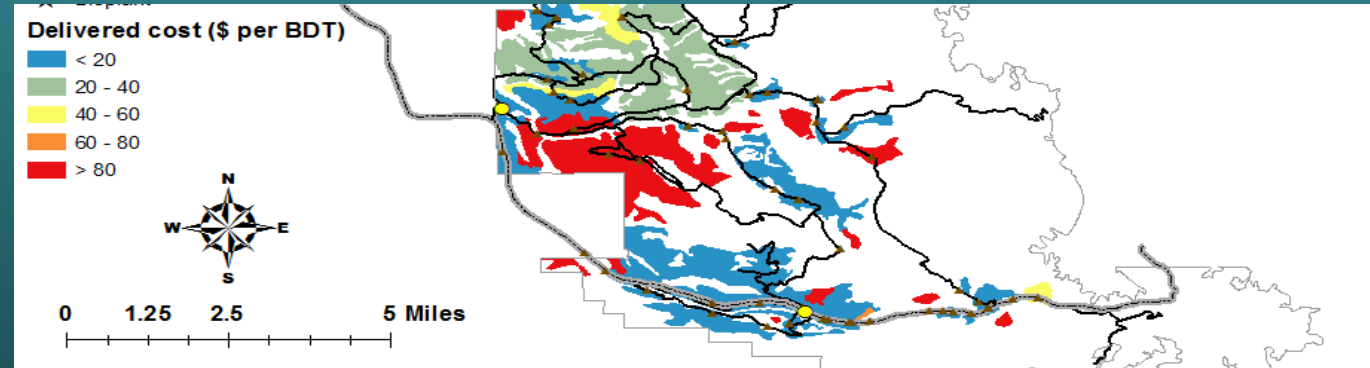 Delivered cost ($ per BDT)
< 20
20 - 40
40 - 60
60 - 80
> 80
N
W E
S
0 1.25 2.5 5 Miles